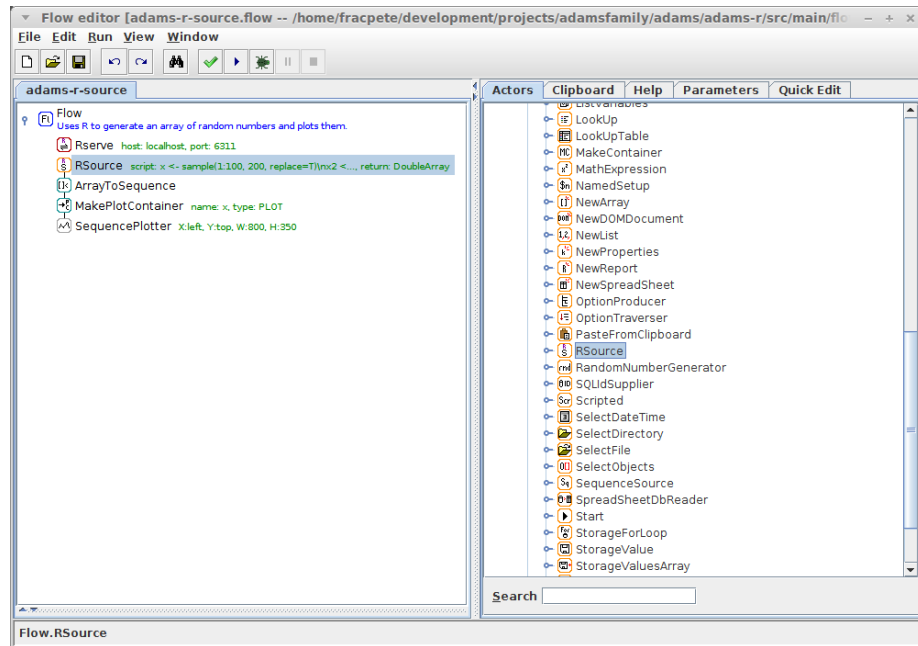 Flow editor [adams-r-source.flow -- /home/fracpete/development/projects/adamsfamily/adams/adams-r/src/main/flo
File Edit Run View Window
adams-r-source
Flow
Uses R to generate an array of random numbers and plots them.
Rserve host: localhost, port: 6311
RSource script: x <- sample(1:100, 200, replace=T)\nx2 <..., return: DoubleArray
ArrayToSequence
MakePlotContainer name: x, type: PLOT
SequencePlotter X:left, Y:top, W:800, H:350
Actors Clipboard Help Parameters Quick Edit
ListVariables
LookUp
LookUpTable
MakeContainer
MathExpression
NamedSetup
NewArray
NewDOMDocument
NewList
NewProperties
NewReport
NewSpreadSheet
OptionProducer
OptionTraverser
PasteFromClipboard
RSource
RandomNumberGenerator
SQLIdSupplier
Scripted
SelectDateTime
SelectDirectory
SelectFile
SelectObjects
SequenceSource
SpreadSheetDbReader
Start
StorageForLoop
StorageValue
StorageValuesArray
Search
Flow.RSource